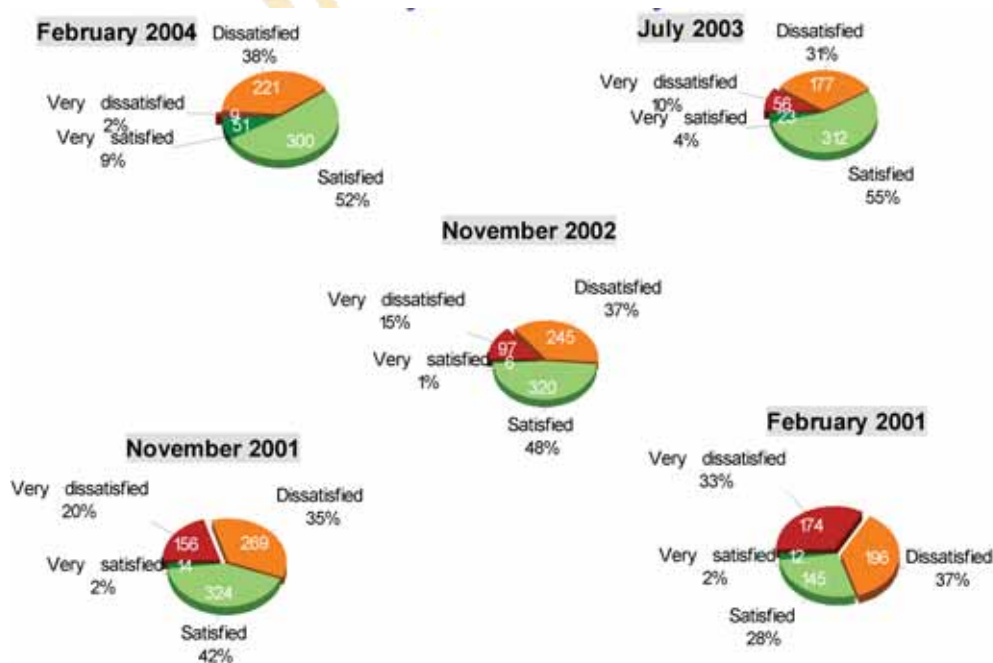 February 2004
Dissatisfied
38%
221
Very dissatisfied
2%
9
Very satisfied
9%
51
300
Satisfied
52%
July 2003
Dissatisfied
31%
177
Very dissatisfied
10%
56
Very satisfied
4%
23
312
Satisfied
55%
November 2002
Very dissatisfied
15%
97
Dissatisfied
37%
245
Very satisfied
1%
6
320
Satisfied
48%
November 2001
Very dissatisfied
20%
156
Dissatisfied
35%
269
Very satisfied
2%
14
324
Satisfied
42%
February 2001
Very dissatisfied
33%
174
Very satisfied
2%
12
196
Dissatisfied
37%
145
Satisfied
28%